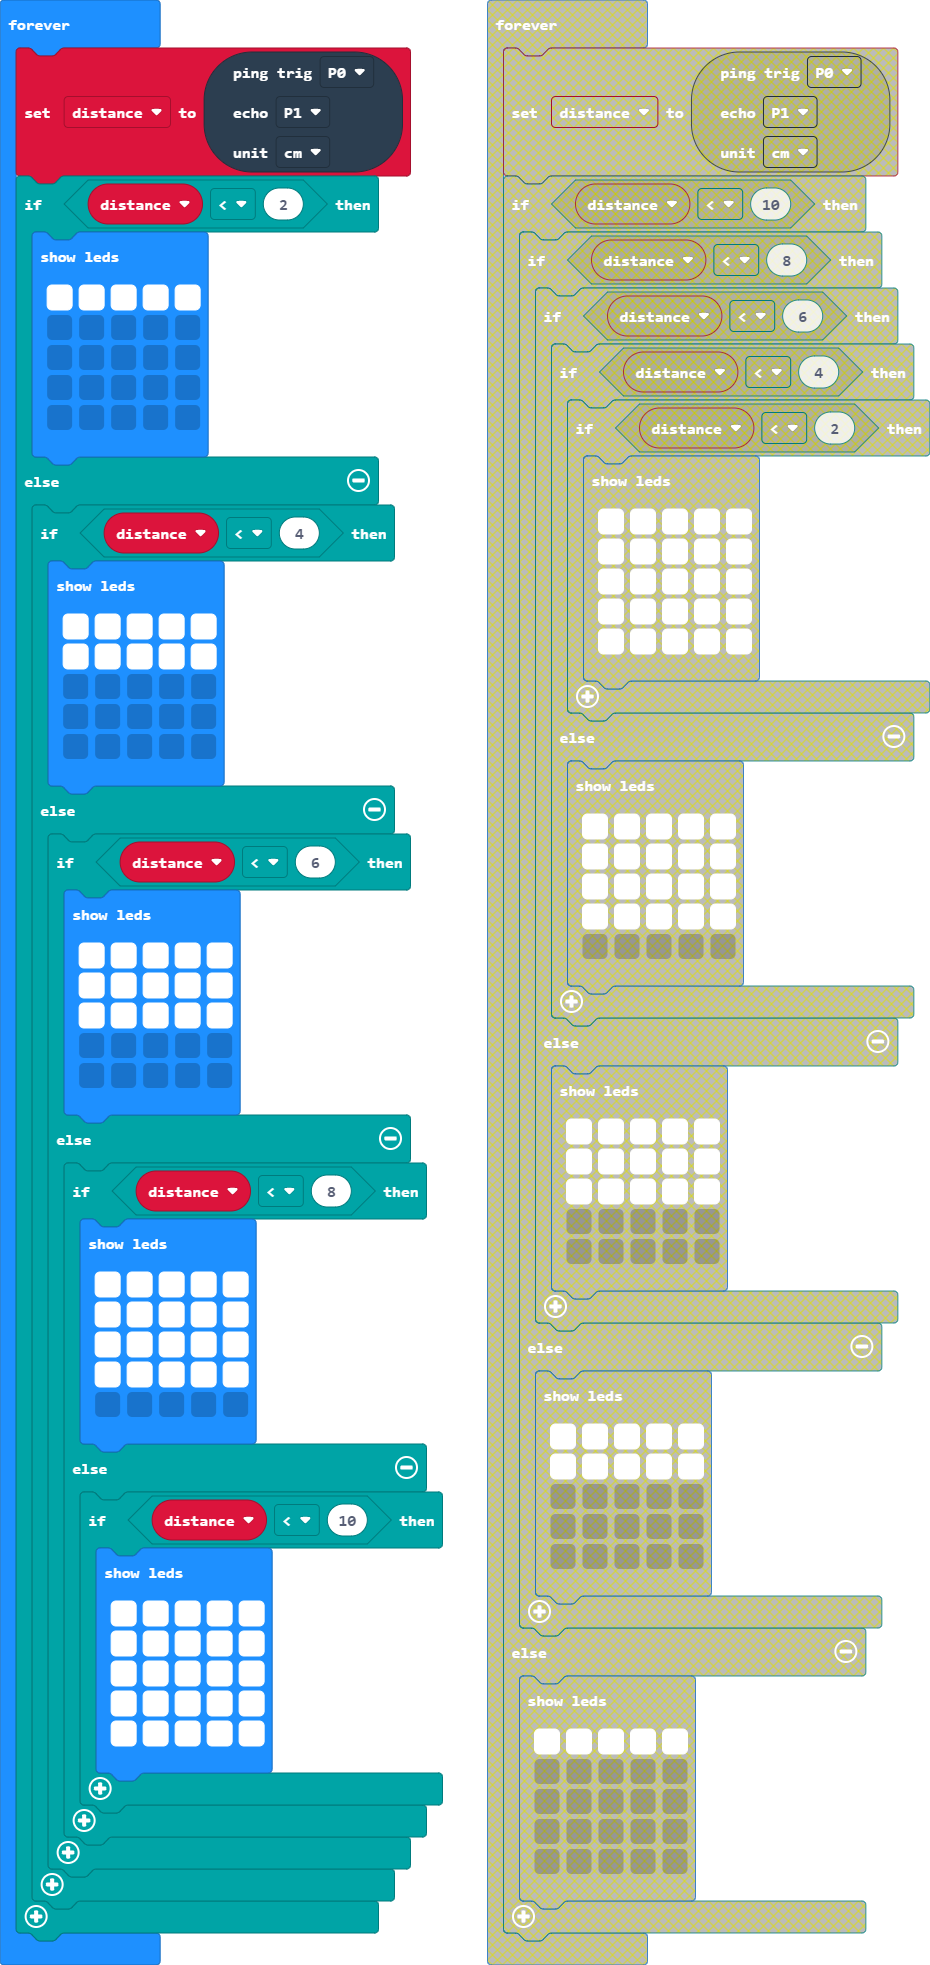 forever
set distance to ping trig P0
echo P1
unit cm
if distance < 2 then
show leds
else
if distance < 4 then
show leds
else
if distance < 6 then
show leds
else
if distance < 8 then
show leds
else
if distance < 10 then
show leds
forever
set distance to ping trig P0
echo P1
unit cm
if distance < 10 then
if distance < 8 then
if distance < 6 then
if distance < 4 then
if distance < 2 then
show leds
else
show leds
else
show leds
else
show leds
else
show leds